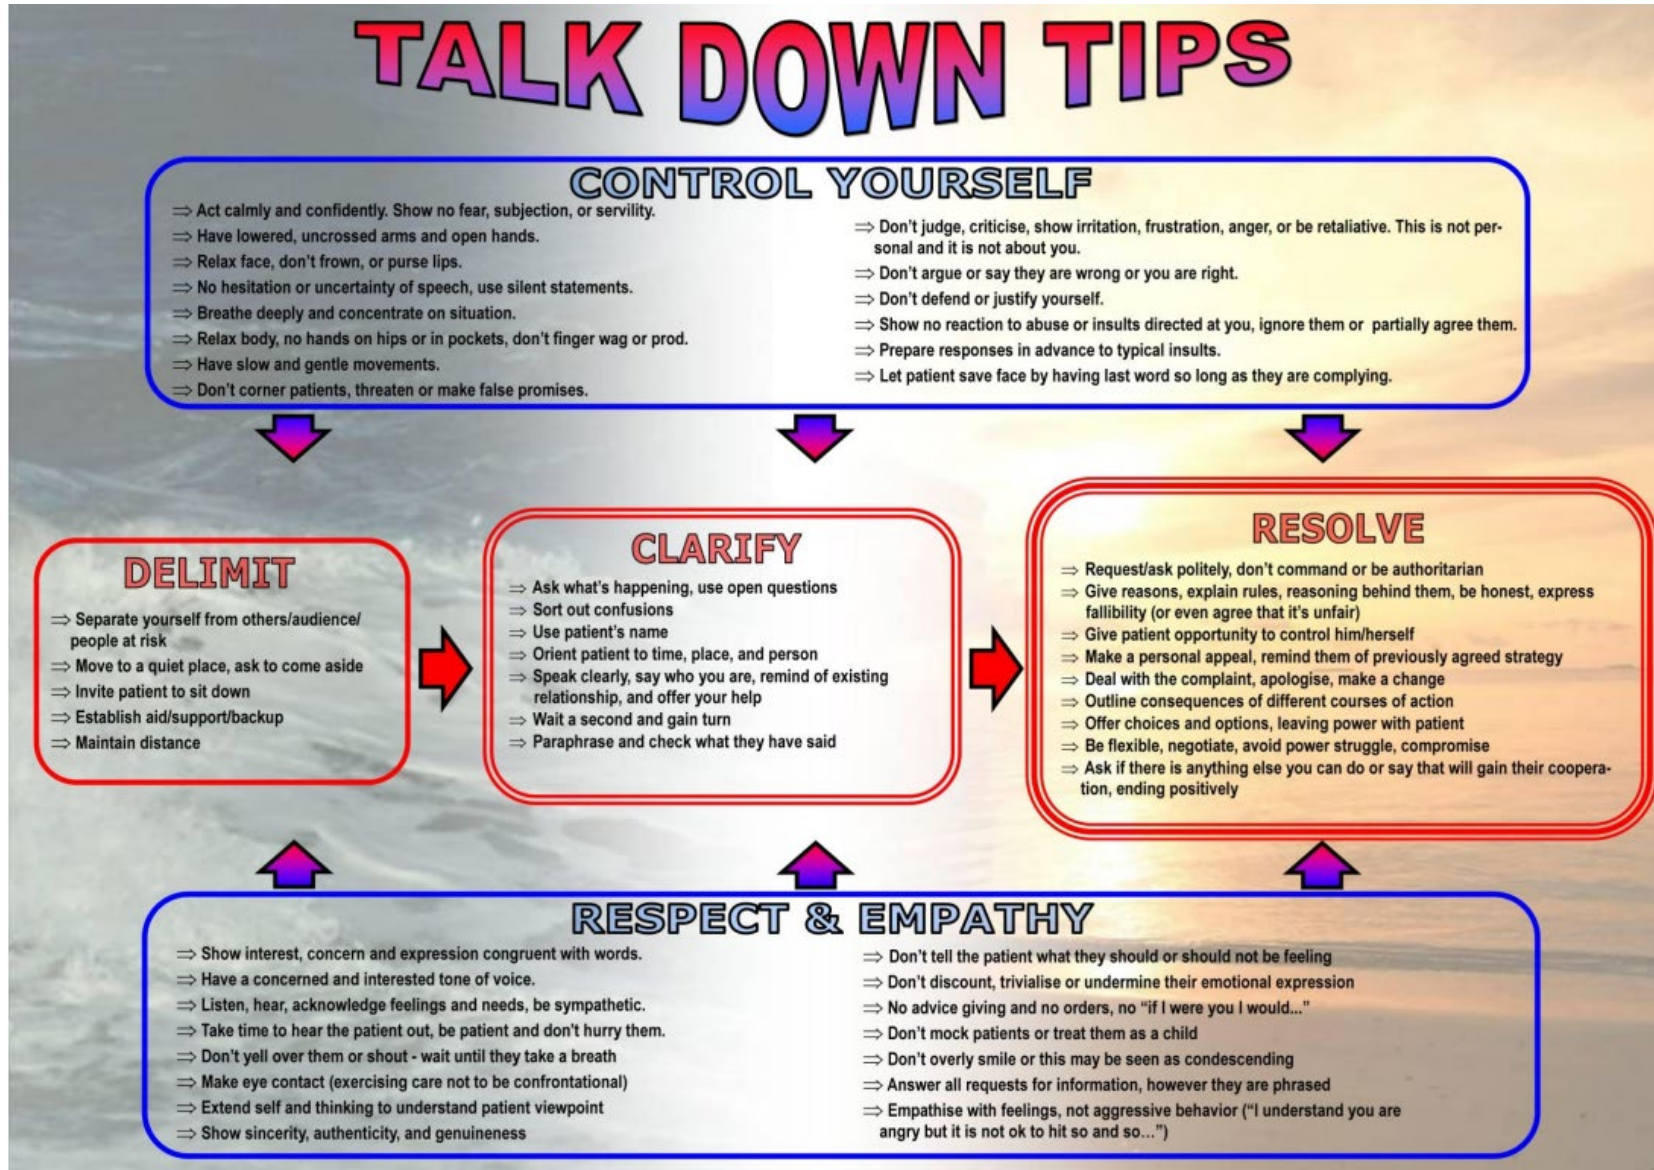 TALK DOWN TIPS
CONTROL YOURSELF
⇒ Act calmly and confidently. Show no fear, subjection, or servility.
⇒ Have lowered, uncrossed arms and open hands.
⇒ Relax face, don't frown, or purse lips.
⇒ No hesitation or uncertainty of speech, use silent statements.
⇒ Breathe deeply and concentrate on situation.
⇒ Relax body, no hands on hips or in pockets, don't finger wag or prod.
⇒ Have slow and gentle movements.
⇒ Don't corner patients, threaten or make false promises.
⇒ Don't judge, criticise, show irritation, frustration, anger, or be retaliative. This is not per-
sonal and it is not about you.
⇒ Don't argue or say they are wrong or you are right.
⇒ Don't defend or justify yourself.
⇒ Show no reaction to abuse or insults directed at you, ignore them or partially agree them.
⇒ Prepare responses in advance to typical insults.
⇒ Let patient save face by having last word so long as they are complying.
DELIMIT
⇒ Separate yourself from others/audience/
people at risk
⇒ Move to a quiet place, ask to come aside
⇒ Invite patient to sit down
⇒ Establish aid/support/backup
⇒ Maintain distance
CLARIFY
⇒ Ask what's happening, use open questions
⇒ Sort out confusions
⇒ Use patient's name
⇒ Orient patient to time, place, and person
⇒ Speak clearly, say who you are, remind of existing
relationship, and offer your help
⇒ Wait a second and gain turn
⇒ Paraphrase and check what they have said
RESOLVE
⇒ Request/ask politely, don't command or be authoritarian
⇒ Give reasons, explain rules, reasoning behind them, be honest, express
fallibility (or even agree that it's unfair)
⇒ Give patient opportunity to control him/herself
⇒ Make a personal appeal, remind them of previously agreed strategy
⇒ Deal with the complaint, apologise, make a change
⇒ Outline consequences of different courses of action
⇒ Offer choices and options, leaving power with patient
⇒ Be flexible, negotiate, avoid power struggle, compromise
⇒ Ask if there is anything else you can do or say that will gain their coopera-
tion, ending positively
RESPECT & EMPATHY
⇒ Show interest, concern and expression congruent with words.
⇒ Have a concerned and interested tone of voice.
⇒ Listen, hear, acknowledge feelings and needs, be sympathetic.
⇒ Take time to hear the patient out, be patient and don't hurry them.
⇒ Don't yell over them or shout - wait until they take a breath
⇒ Make eye contact (exercising care not to be confrontational)
⇒ Extend self and thinking to understand patient viewpoint
⇒ Show sincerity, authenticity, and genuineness
⇒ Don't tell the patient what they should or should not be feeling
⇒ Don't discount, trivialise or undermine their emotional expression
⇒ No advice giving and no orders, no “if I were you I would...”
⇒ Don't mock patients or treat them as a child
⇒ Don't overly smile or this may be seen as condescending
⇒ Answer all requests for information, however they are phrased
⇒ Empathise with feelings, not aggressive behavior (“I understand you are
angry but it is not ok to hit so and so...”)